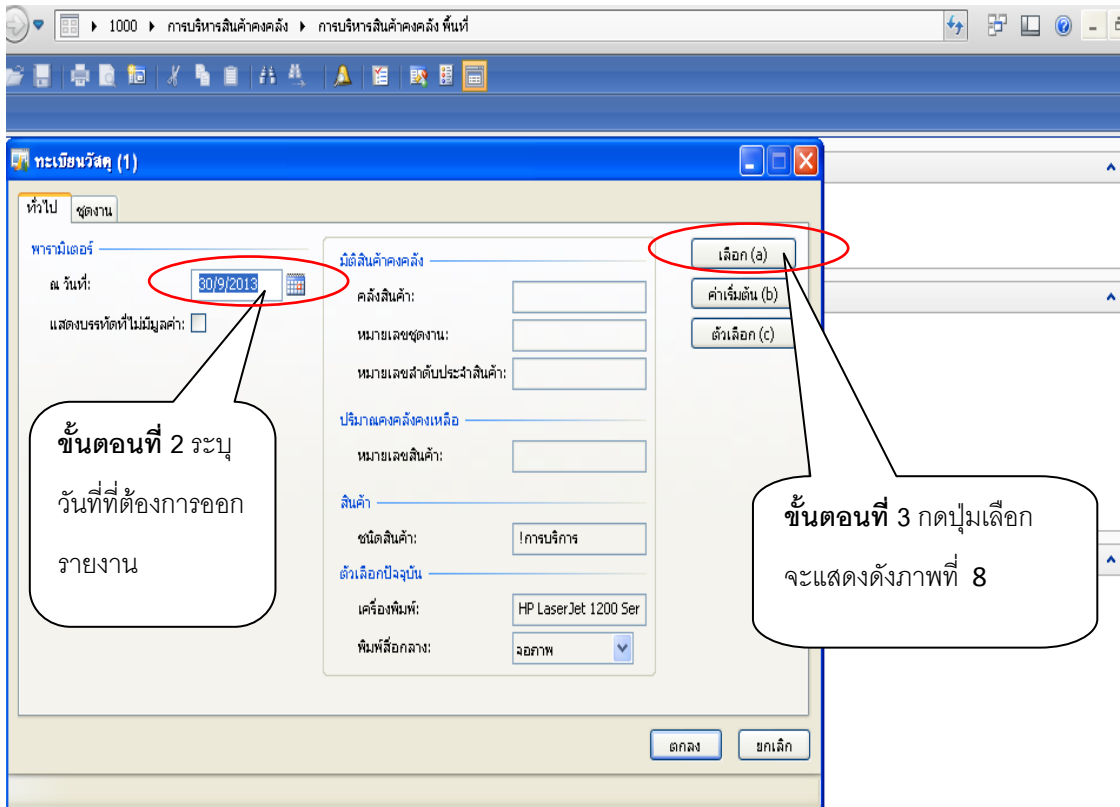 1000 การบริหารสินค้าคงคลัง การบริหารสินค้าคงคลัง พื้นที่
ทะเบียนวัสดุ (1)
ทั่วไป ชุดงาน
พารามิเตอร์
ณ วันที่: 30/9/2013
แสดงบรรทัดที่ไม่มีมูลค่า:
มิติสินค้าคงคลัง
คลังสินค้า:
หมายเลขชุดงาน:
หมายเลขลำดับประจำสินค้า:
ปริมาณคงคลังคงเหลือ
หมายเลขสินค้า:
สินค้า
ชนิดสินค้า: !การบริการ
ตัวเลือกปัจจุบัน
เครื่องพิมพ์: HP LaserJet 1200 Ser
พิมพ์สื่อกลาง: จอภาพ
เลือก (a)
ค่าเริ่มต้น (b)
ตัวเลือก (c)
ขั้นตอนที่ 2 ระบุ
วันที่ที่ต้องการออก
รายงาน
ขั้นตอนที่ 3 กดปุ่มเลือก
จะแสดงดังภาพที่ 8
ตกลง ยกเลิก